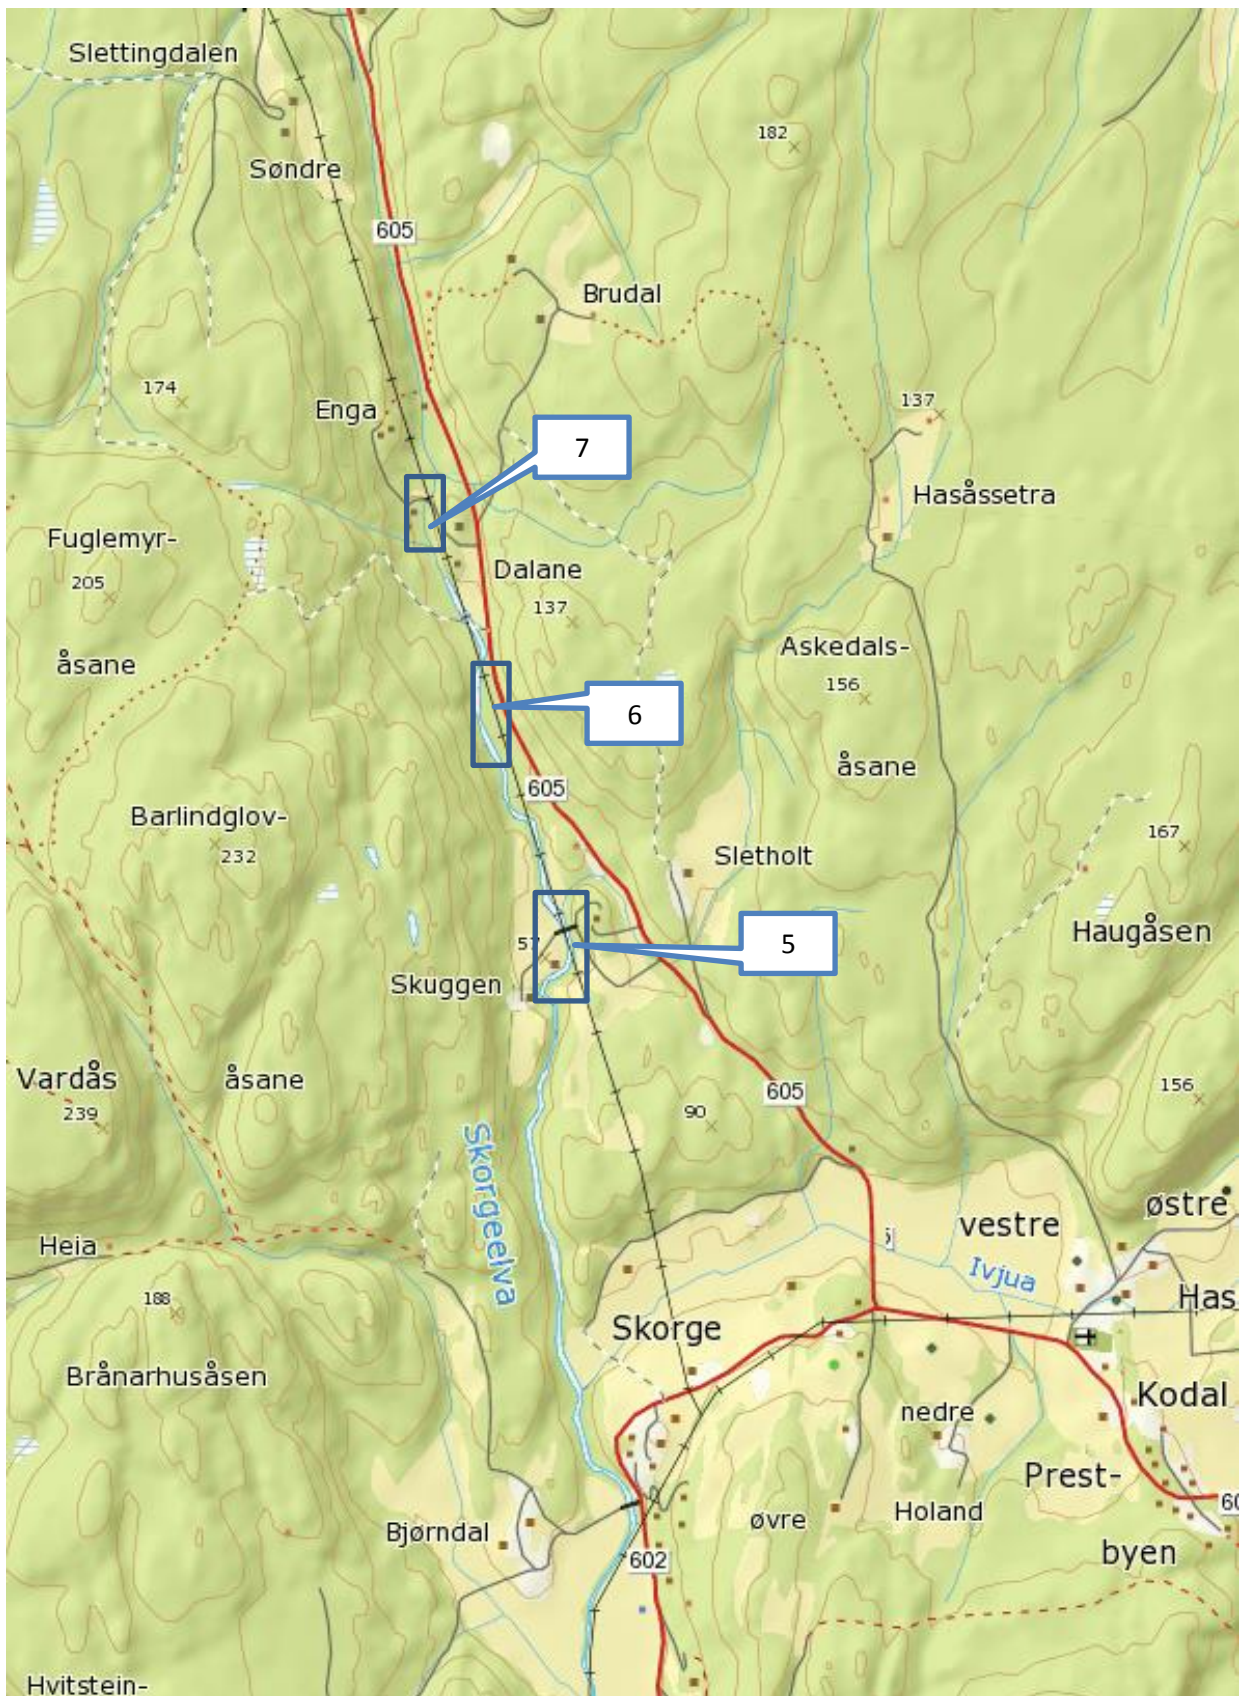 Slettingdalen
182
Søndre
605
Brudal
174
Enga
137
7
Hasåssetra
Fuglemyr-
Dalane
205
137
Askedals-
åsane
156
6
åsane
605
Barlindglov-
167
232
Sletholt
Haugåsen
57
5
Skuggen
Vardås
åsane
605
156
239
90
Skorgeelva
østre
vestre
Heia
Ivjua
188
Has
Skorge
Brånarhusåsen
Kodal
nedre
Prest-
Holand
60
øvre
Bjørndal
byen
602
Hvitstein-